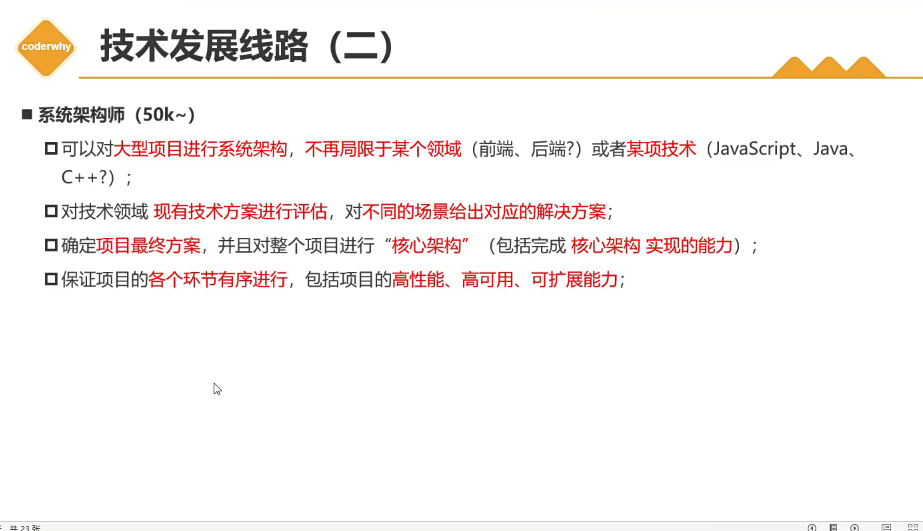 coderwhy
技术发展线路（二）
系统架构师（50k~）
可以对大型项目进行系统架构，不再局限于某个领域（前端、后端?）或者某项技术（JavaScript、Java、
C++?）;
对技术领域 现有技术方案进行评估，对不同的场景给出对应的解决方案;
确定项目最终方案，并且对整个项目进行“核心架构”（包括完成 核心架构 实现的能力）;
保证项目的各个环节有序进行，包括项目的高性能、高可用、可扩展能力;
共 23 张